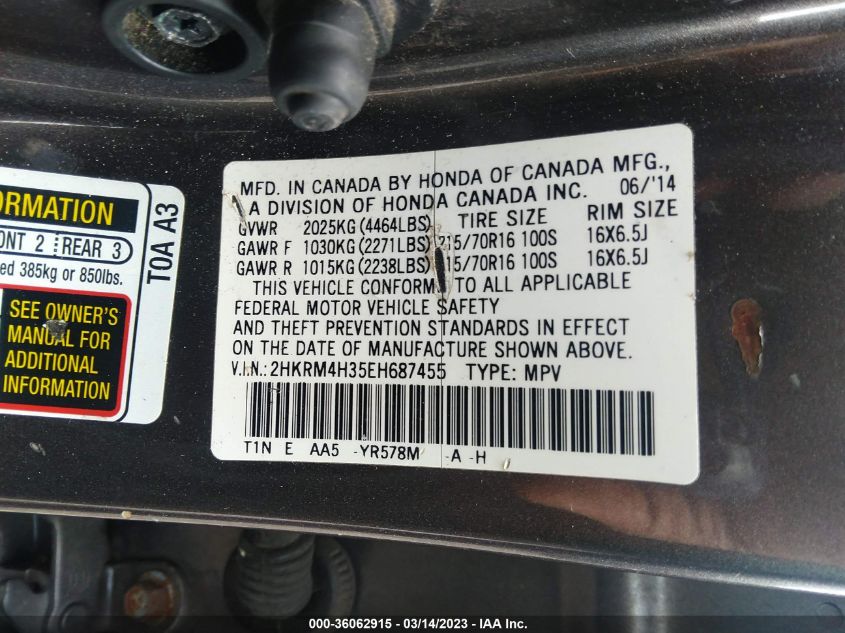 ORMATION
ONT 2 REAR 3
ed 385kg or 850lbs.
SEE OWNER'S
MANUAL FOR
ADDITIONAL
INFORMATION
T0A A3
MFD. IN CANADA BY HONDA OF CANADA MFG.,
A DIVISION OF HONDA CANADA INC. 06/'14
GVWR 2025KG (4464LBS) TIRE SIZE RIM SIZE
GAWR F 1030KG (2271LBS) 215/70R16 100S 16X6.5J
GAWR R 1015KG (2238LBS) 15/70R16 100S 16X6.5J
THIS VEHICLE CONFORMS TO ALL APPLICABLE
FEDERAL MOTOR VEHICLE SAFETY
AND THEFT PREVENTION STANDARDS IN EFFECT
ON THE DATE OF MANUFACTURE SHOWN ABOVE.
V.I.N.: 2HKRM4H35EH687455 TYPE: MPV
T1N E AA5 -YR578M -A -H
000-36062915 - 03/14/2023 - IAA Inc.